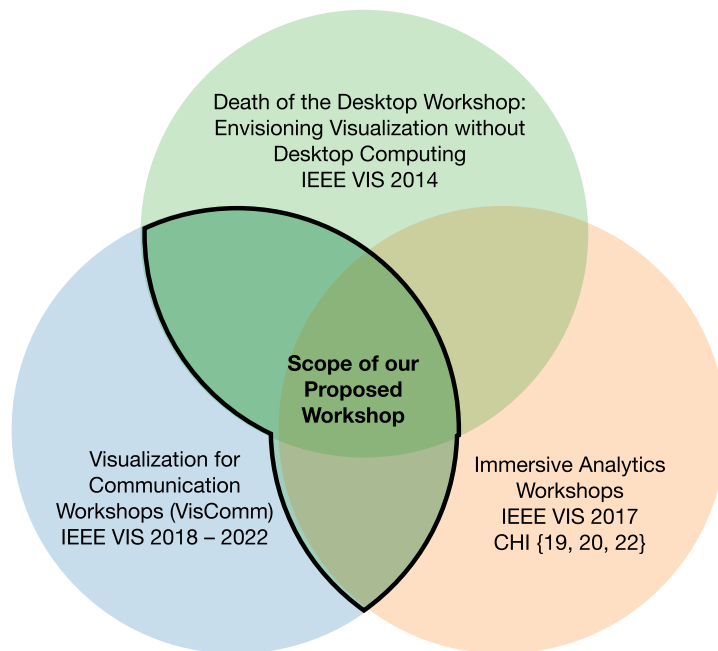 Death of the Desktop Workshop:
Envisioning Visualization without
Desktop Computing
IEEE VIS 2014
Scope of our
Proposed
Workshop
Visualization for
Communication
Workshops (VisComm)
IEEE VIS 2018 – 2022
Immersive Analytics
Workshops
IEEE VIS 2017
CHI {19, 20, 22}